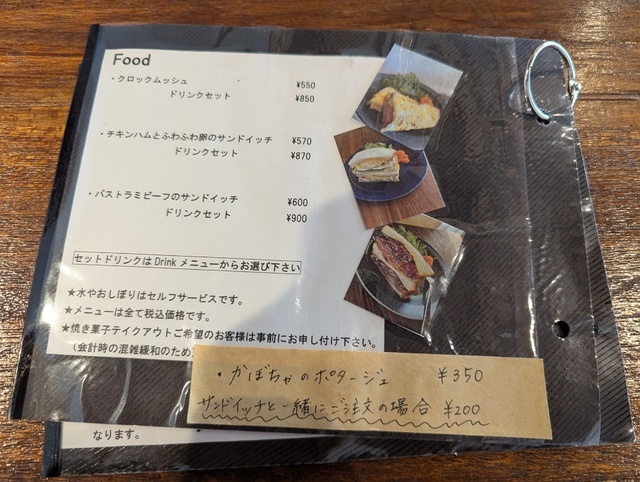 Food
・クロックムッシュ ¥550
ドリンクセット ¥850
・チキンハムとふわふわ卵のサンドイッチ ¥570
ドリンクセット ¥870
・パストラミビーフのサンドイッチ ¥600
ドリンクセット ¥900
セットドリンクはDrinkメニューからお選び下さい
★水やおしぼりはセルフサービスです。
★メニューは全て税込価格です。
★焼き菓子テイクアウトご希望のお客様は事前にお申し付け下さい。
(会計時の混雑緩和のため
・かぼちゃのポタージュ ¥350
サンドイッチと一緒にご注文の場合 ¥200
なります。